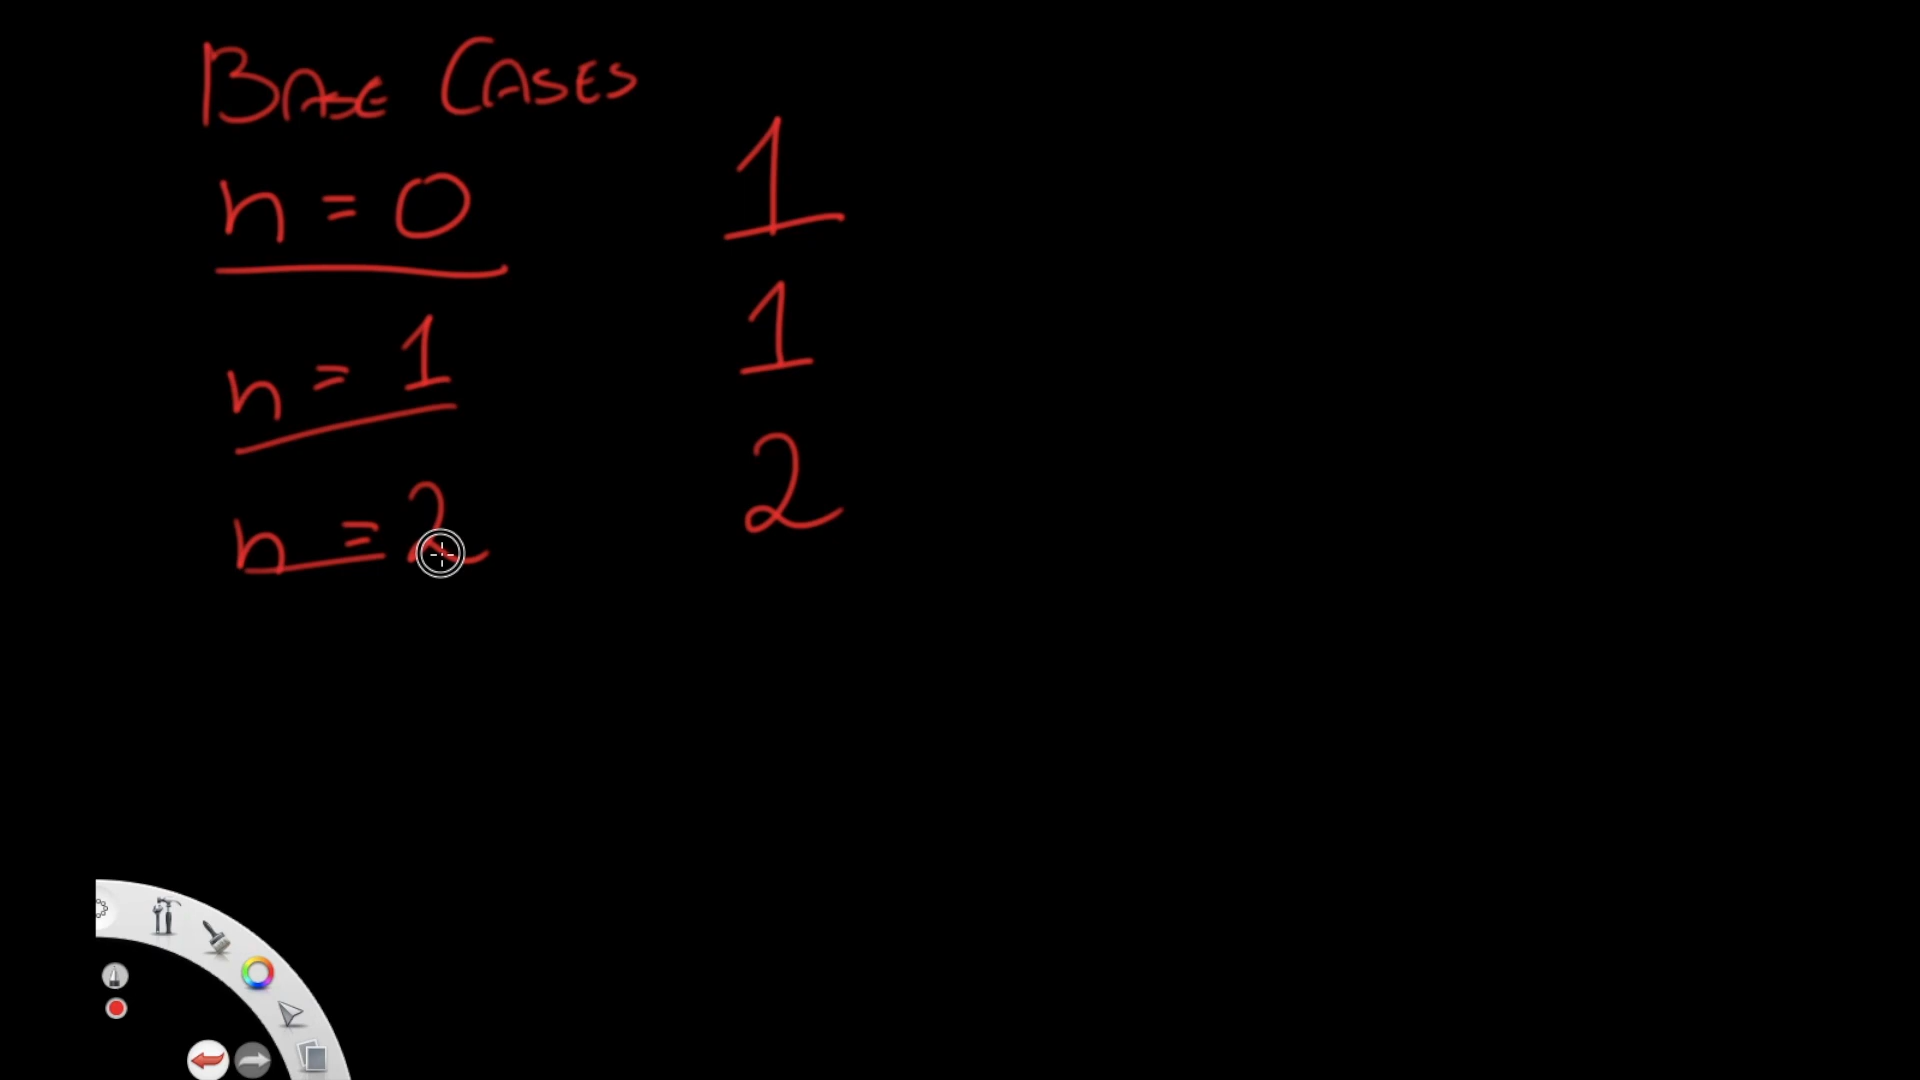 BASE CASES
n = 0 1
n = 1 1
n = 2 2